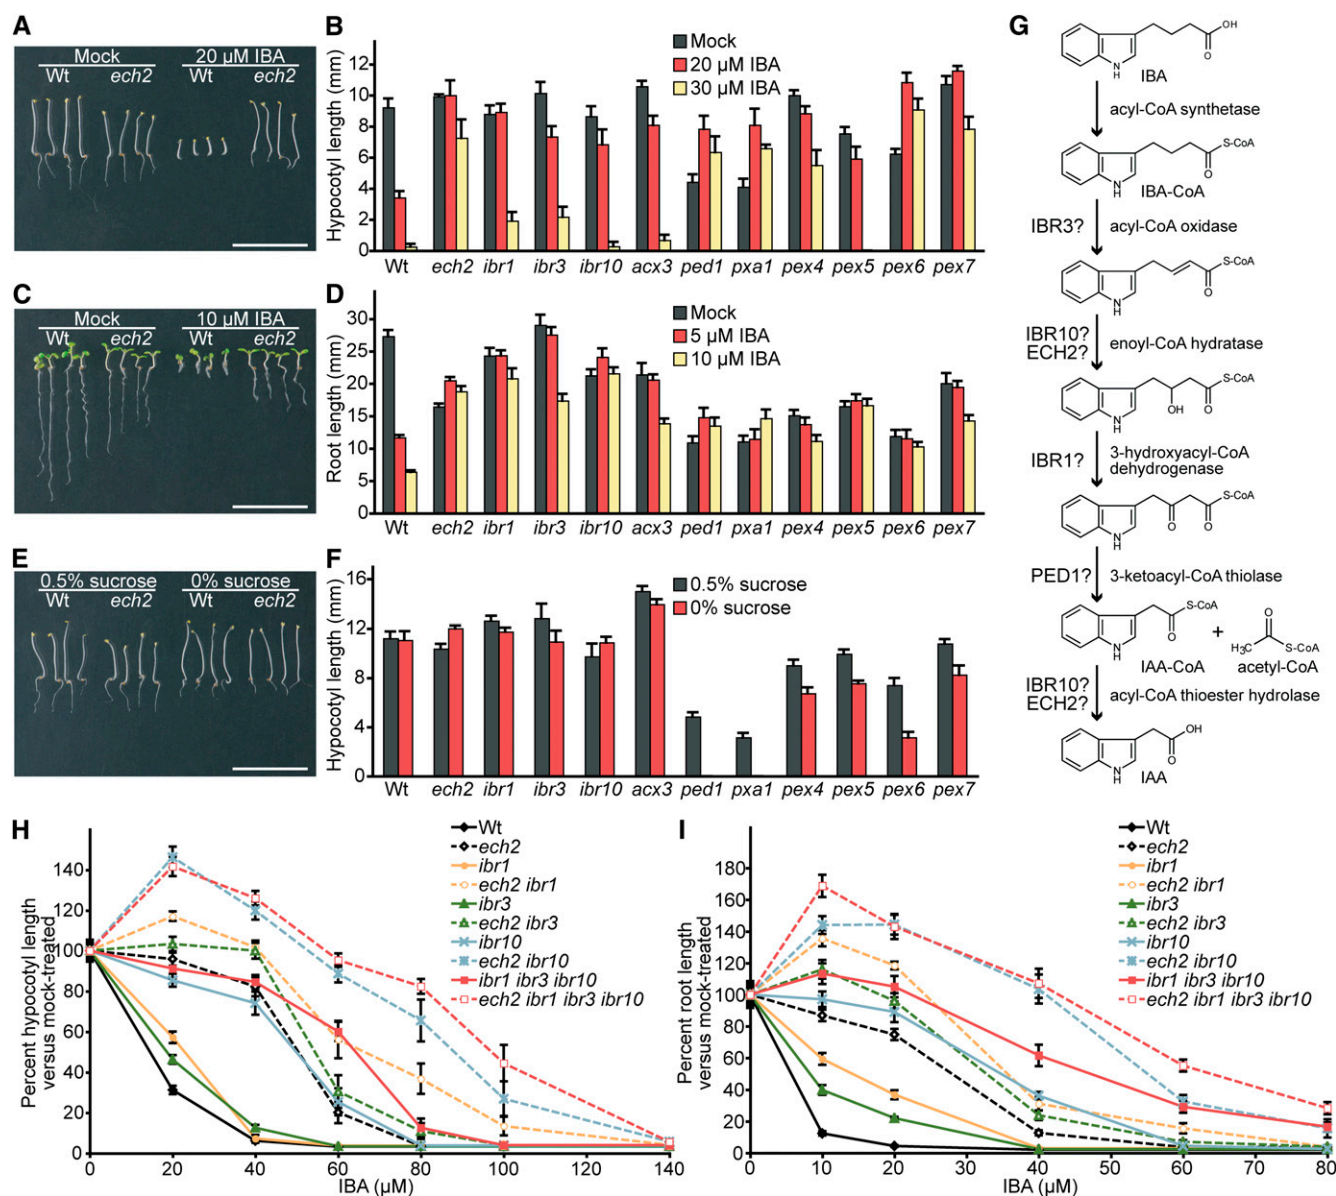 A
Mock
20 µM IBA
Wt
ech2
Wt
ech2
B
Hypocotyl length (mm)
12
10
8
6
4
2
0
Mock
20 µM IBA
30 µM IBA
Wt ech2 ibr1 ibr3 ibr10 acx3 ped1 pxa1 pex4 pex5 pex6 pex7
C
Mock
10 µM IBA
Wt
ech2
Wt
ech2
D
Root length (mm)
30
25
20
15
10
5
0
Mock
5 µM IBA
10 µM IBA
Wt ech2 ibr1 ibr3 ibr10 acx3 ped1 pxa1 pex4 pex5 pex6 pex7
E
0.5% sucrose
0% sucrose
Wt
ech2
Wt
ech2
F
Hypocotyl length (mm)
16
12
8
4
0
0.5% sucrose
0% sucrose
Wt ech2 ibr1 ibr3 ibr10 acx3 ped1 pxa1 pex4 pex5 pex6 pex7
G
OH
O
N
H
IBA
acyl-CoA synthetase
S-CoA
O
N
H
IBA-CoA
IBR3?
acyl-CoA oxidase
S-CoA
O
N
H
IBR10?
ECH2?
enoyl-CoA hydratase
S-CoA
OH
O
N
H
IBR1?
3-hydroxyacyl-CoA
dehydrogenase
S-CoA
O
O
N
H
PED1?
3-ketoacyl-CoA thiolase
S-CoA
O
N
H
IAA-CoA
+
O
H3C
S-CoA
acetyl-CoA
IBR10?
ECH2?
acyl-CoA thioester hydrolase
OH
O
N
H
IAA
H
Percent hypocotyl length
versus mock-treated
140
120
100
80
60
40
20
0
0 20 40 60 80 100 120 140
IBA (µM)
Wt
ech2
ibr1
ech2 ibr1
ibr3
ech2 ibr3
ibr10
ech2 ibr10
ibr1 ibr3 ibr10
ech2 ibr1 ibr3 ibr10
I
Percent root length
versus mock-treated
180
160
140
120
100
80
60
40
20
0
0 10 20 30 40 50 60 70 80
IBA (µM)
Wt
ech2
ibr1
ech2 ibr1
ibr3
ech2 ibr3
ibr10
ech2 ibr10
ibr1 ibr3 ibr10
ech2 ibr1 ibr3 ibr10